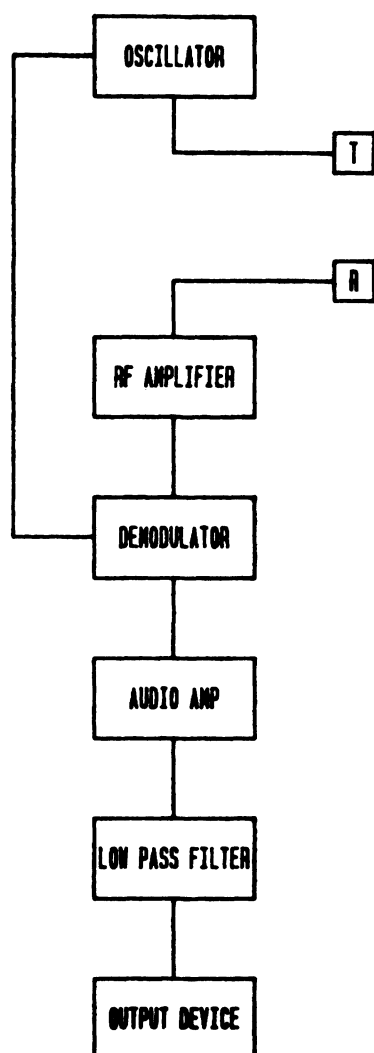 OSCILLATOR
T
R
RF AMPLIFIER
DEMODULATOR
AUDIO AMP
LOW PASS FILTER
OUTPUT DEVICE